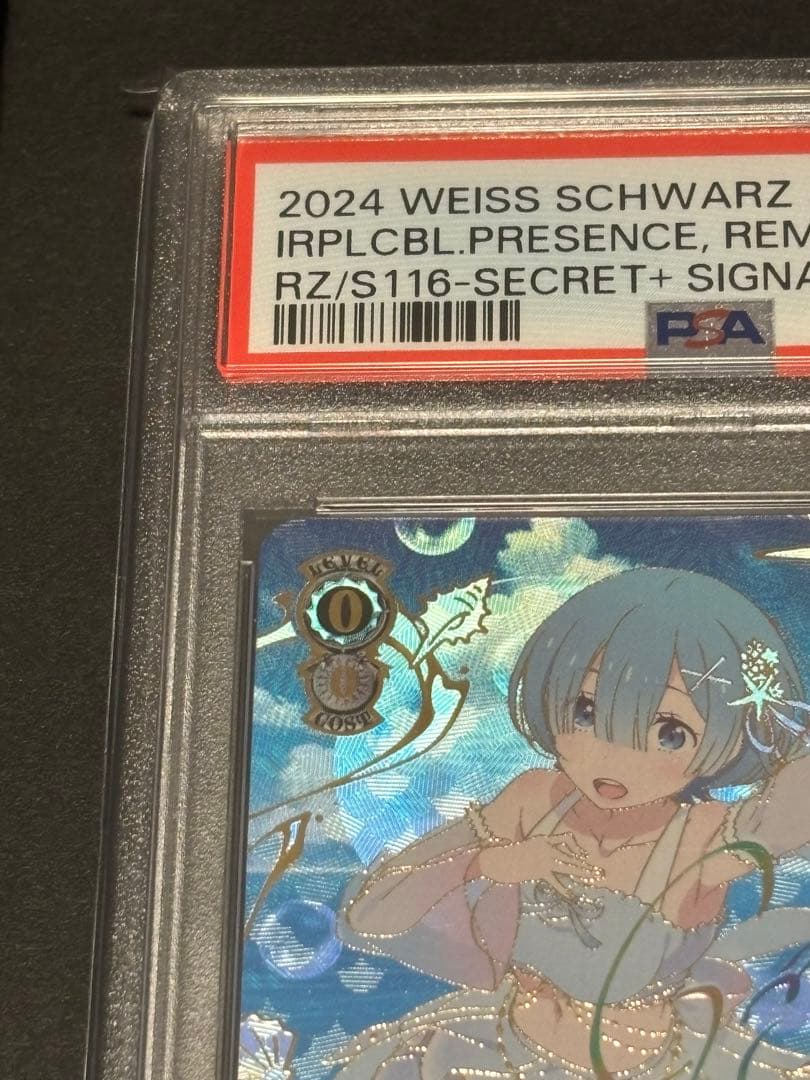 2024 WEISS SCHWARZ
IRPLCBL.PRESENCE, REM
RZ/S116-SECRET+ SIGNA
PSA
LEVEL
0
0
COST